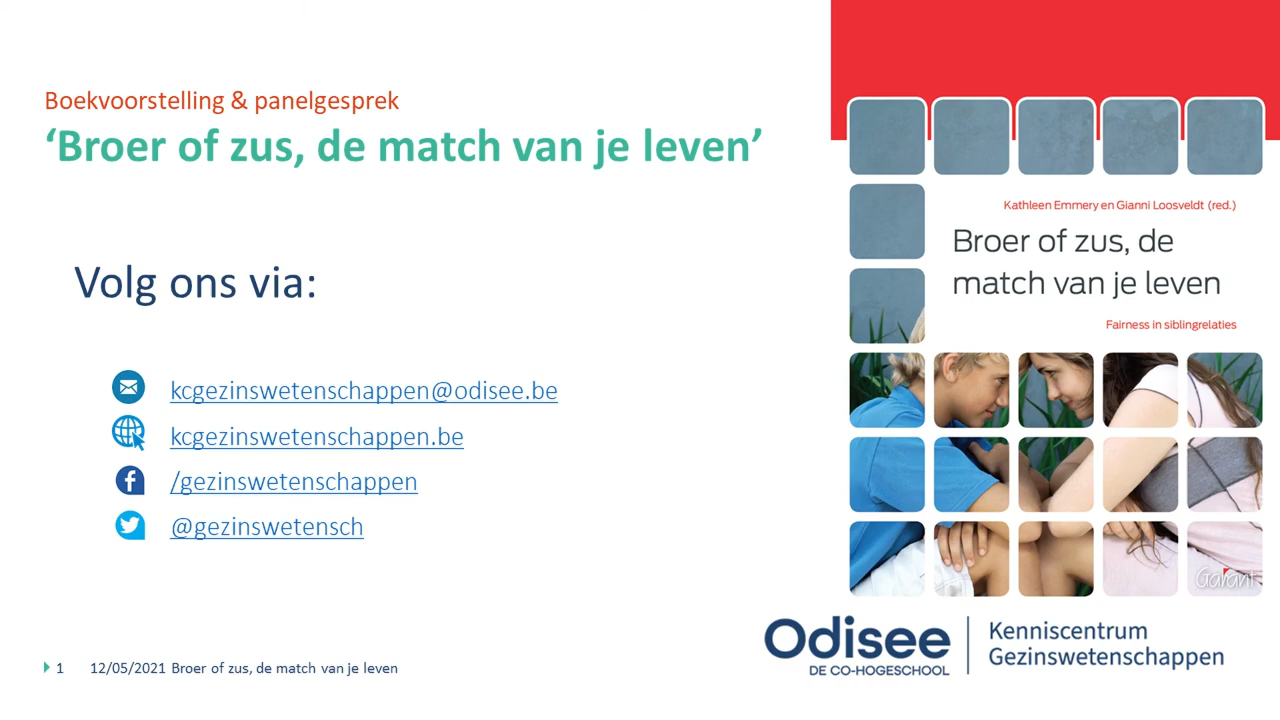 Boekvoorstelling & panelgesprek
‘Broer of zus, de match van je leven’
Volg ons via:
kcgezinswetenschappen@odisee.be
kcgezinswetenschappen.be
/gezinswetenschappen
@gezinswetensch
Kathleen Emmery en Gianni Loosveldt (red.)
Broer of zus, de
match van je leven
Fairness in siblingrelaties
Garant
Odisee
DE CO-HOGESCHOOL
Kenniscentrum
Gezinswetenschappen
1 12/05/2021 Broer of zus, de match van je leven